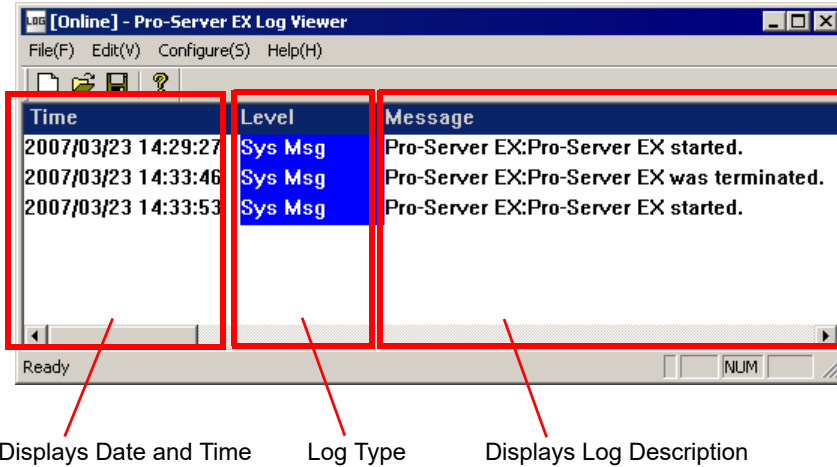 LOG [Online] - Pro-Server EX Log Viewer
File(F) Edit(V) Configure(S) Help(H)
Time Level Message
2007/03/23 14:29:27 Sys Msg Pro-Server EX:Pro-Server EX started.
2007/03/23 14:33:46 Sys Msg Pro-Server EX:Pro-Server EX was terminated.
2007/03/23 14:33:53 Sys Msg Pro-Server EX:Pro-Server EX started.
Ready NUM
Displays Date and Time Log Type Displays Log Description